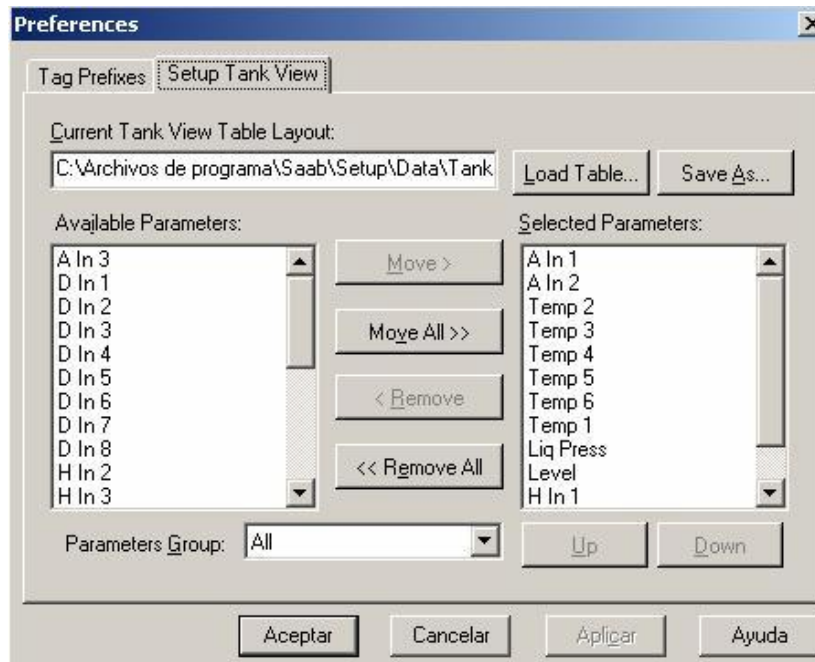 Preferences
Tag Prefixes
Setup Tank View
Current Tank View Table Layout:
C:\Archivos de programa\Saab\Setup\Data\Tank
Load Table...
Save As...
Available Parameters:
A In 3
D In 1
D In 2
D In 3
D In 4
D In 5
D In 6
D In 7
D In 8
H In 2
H In 3
Move >
Move All >>
< Remove
<< Remove All
Selected Parameters:
A In 1
A In 2
Temp 2
Temp 3
Temp 4
Temp 5
Temp 6
Temp 1
Liq Press
Level
H In 1
Parameters Group:
All
Up
Down
Aceptar
Cancelar
Aplicar
Ayuda